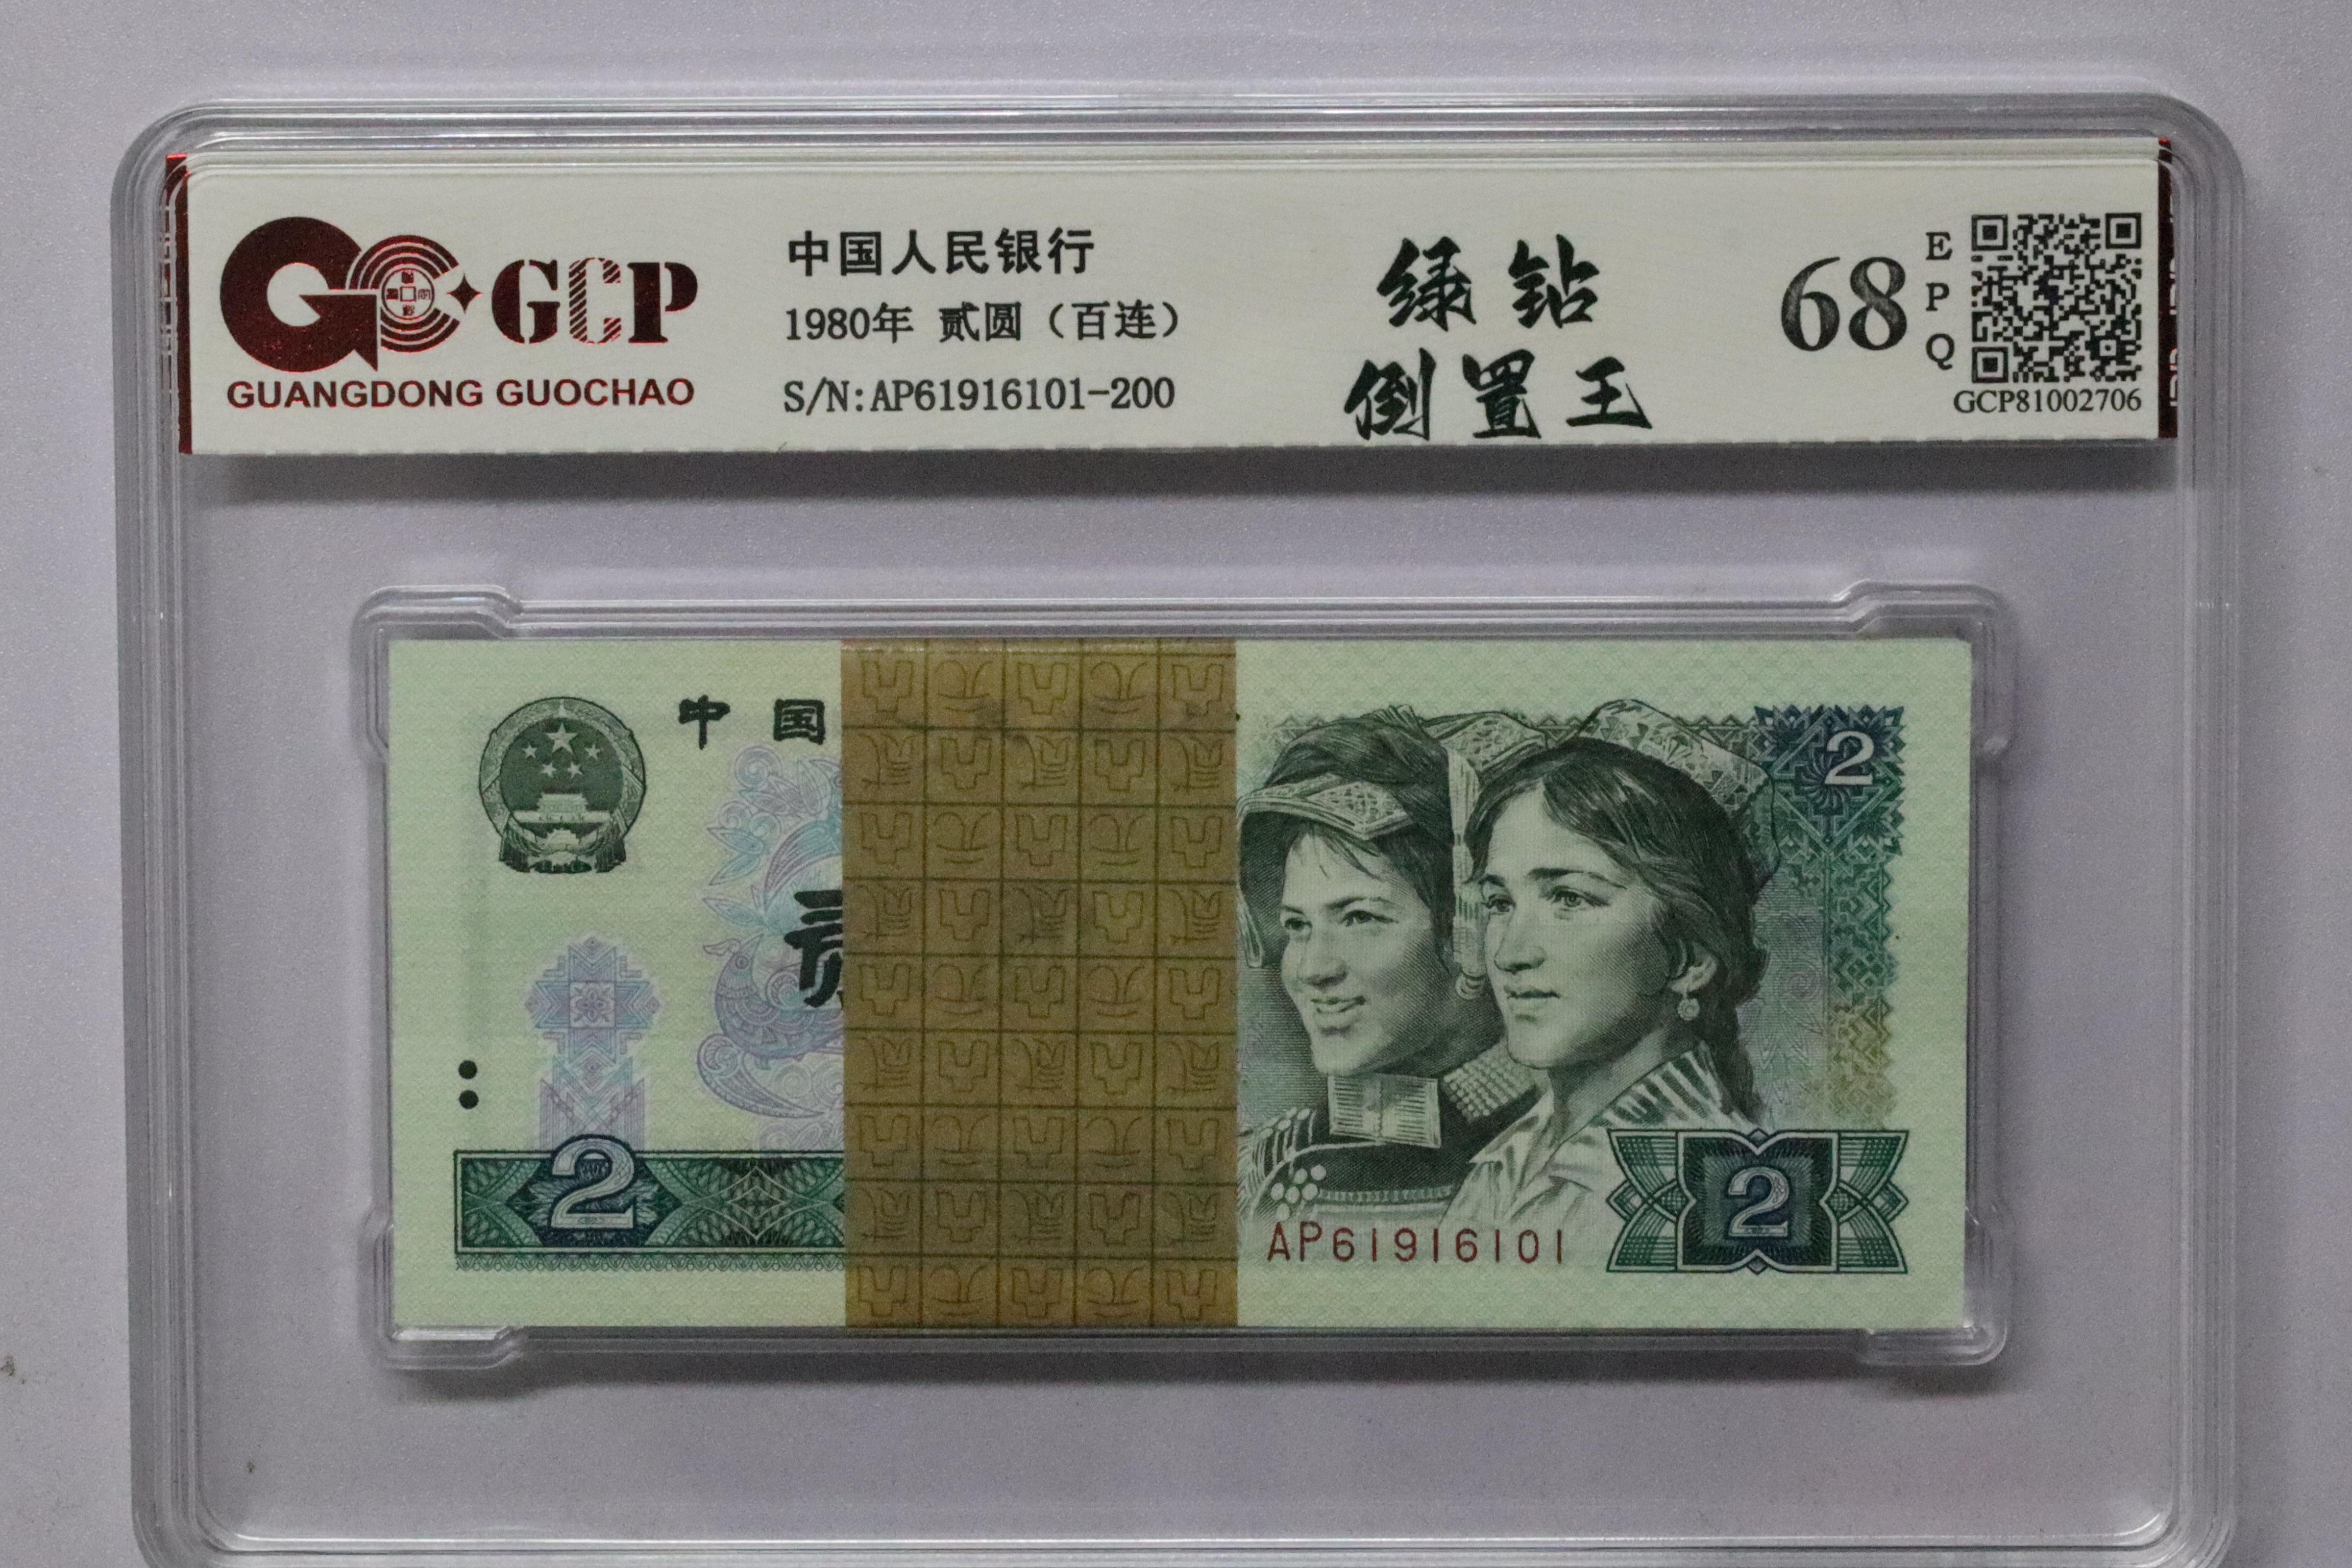 GCP
GUANGDONG GUOCHAO
中国人民银行
1980年 贰圆（百连）
S/N:AP61916101-200
绿钻
倒置王
68
EPQ
GCP81002706
中国
贰
2
2
AP61916101
2